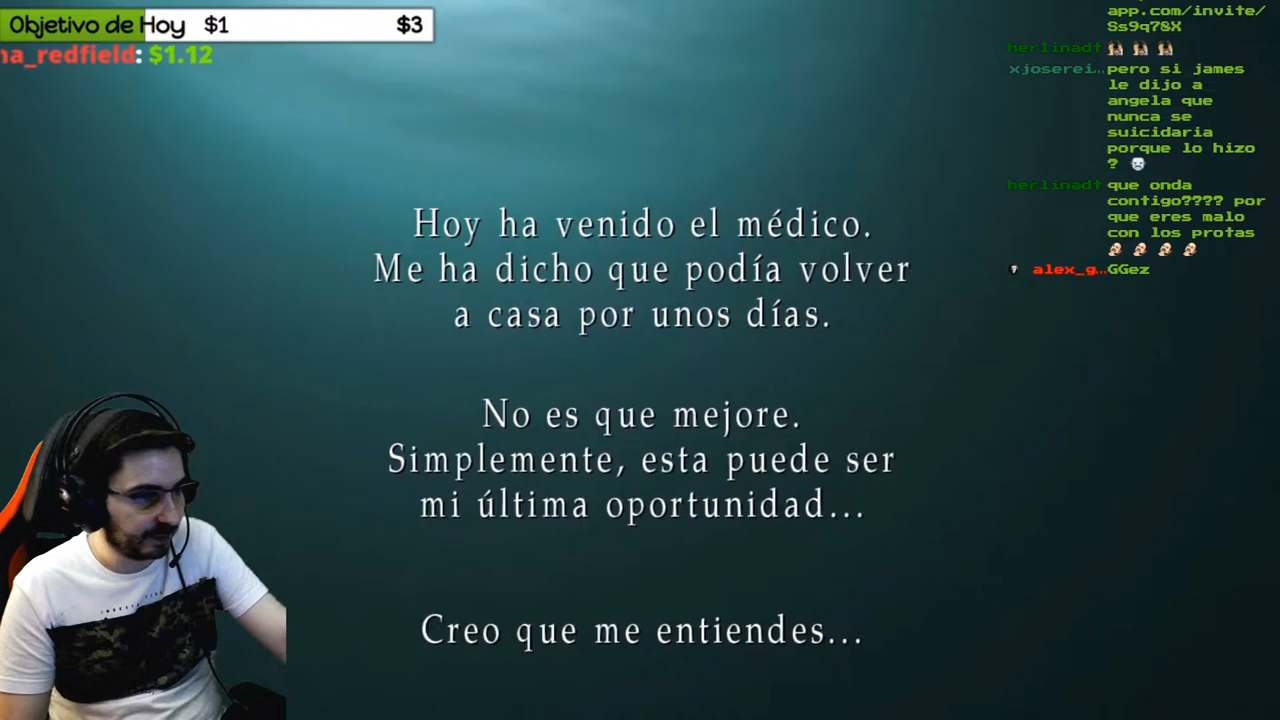 Objetivo de Hoy $1 $3
na_redfield: $1.12
app.com/invite/
Ss9q78X
herlinadt
xjoserei… pero si james
le dijo a
angela que
nunca se
suicidaria
porque lo hizo
?
herlinadt que onda
contigo???? por
que eres malo
con los protas
alex_g… GGez
Hoy ha venido el médico.
Me ha dicho que podía volver
a casa por unos días.
No es que mejore.
Simplemente, esta puede ser
mi última oportunidad...
Creo que me entiendes...